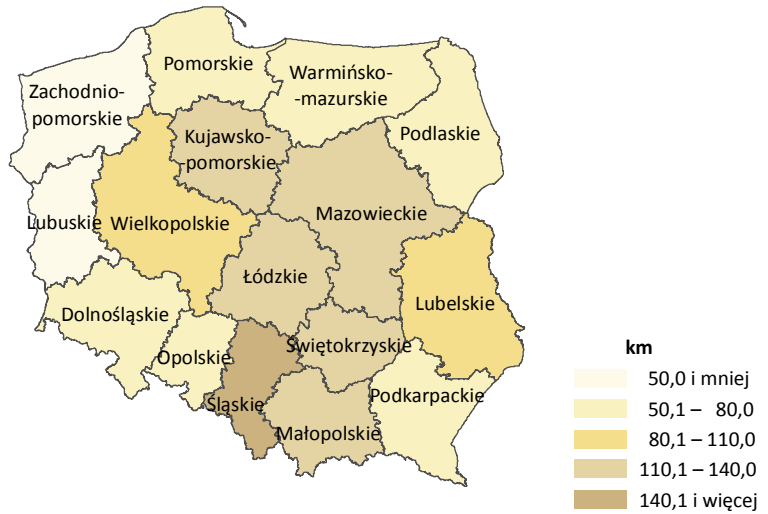 Pomorskie
Warmińsko-
-mazurskie
Zachodnio-
pomorskie
Podlaskie
Kujawsko-
-pomorskie
Mazowieckie
Lubuskie
Wielkopolskie
Łódzkie
Lubelskie
Dolnośląskie
Opolskie
Świętokrzyskie
Śląskie
Podkarpackie
Małopolskie
km
50,0 i mniej
50,1 – 80,0
80,1 – 110,0
110,1 – 140,0
140,1 i więcej